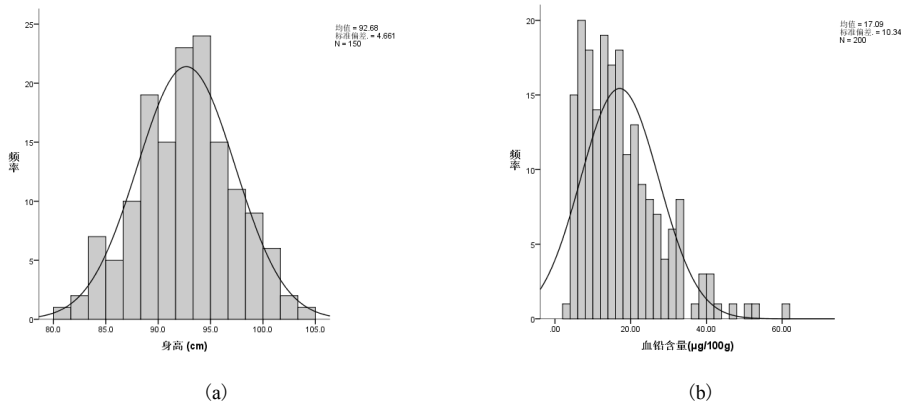 均值 = 92.68
标准偏差. = 4.661
N = 150
25
20
15
10
5
0
频率
80.0 85.0 90.0 95.0 100.0 105.0
身高 (cm)
(a)
均值 = 17.09
标准偏差. = 10.34
N = 200
20
15
10
5
0
频率
.00 20.00 40.00 60.00
血铅含量(μg/100g)
(b)